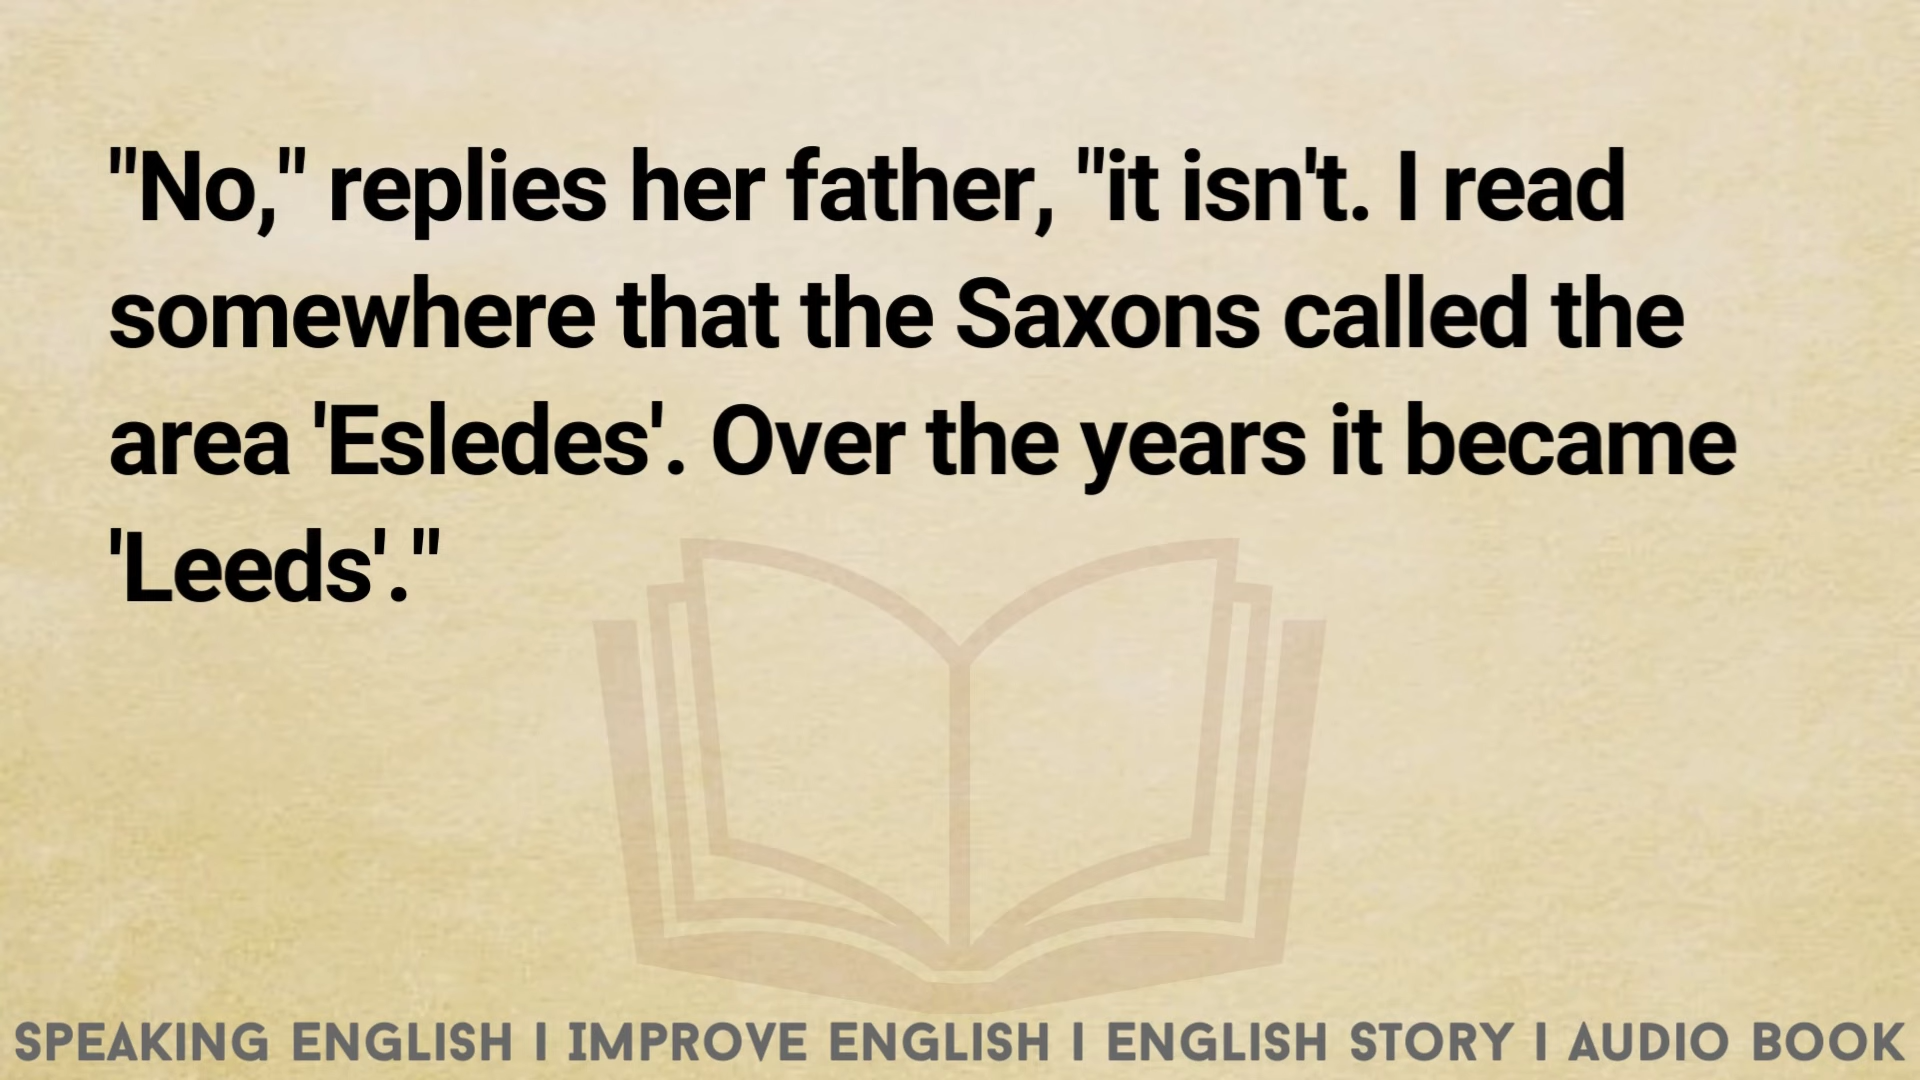 "No," replies her father, "it isn't. I read
somewhere that the Saxons called the
area 'Esledes'. Over the years it became
'Leeds'."
SPEAKING ENGLISH I IMPROVE ENGLISH I ENGLISH STORY I AUDIO BOOK